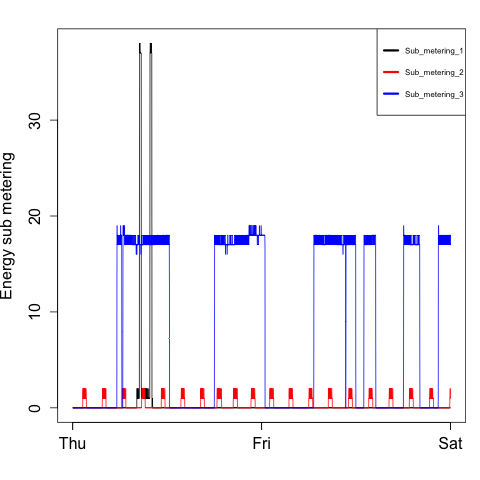 Sub_metering_1
Sub_metering_2
Sub_metering_3
Energy sub metering
30
20
10
0
Thu Fri Sat